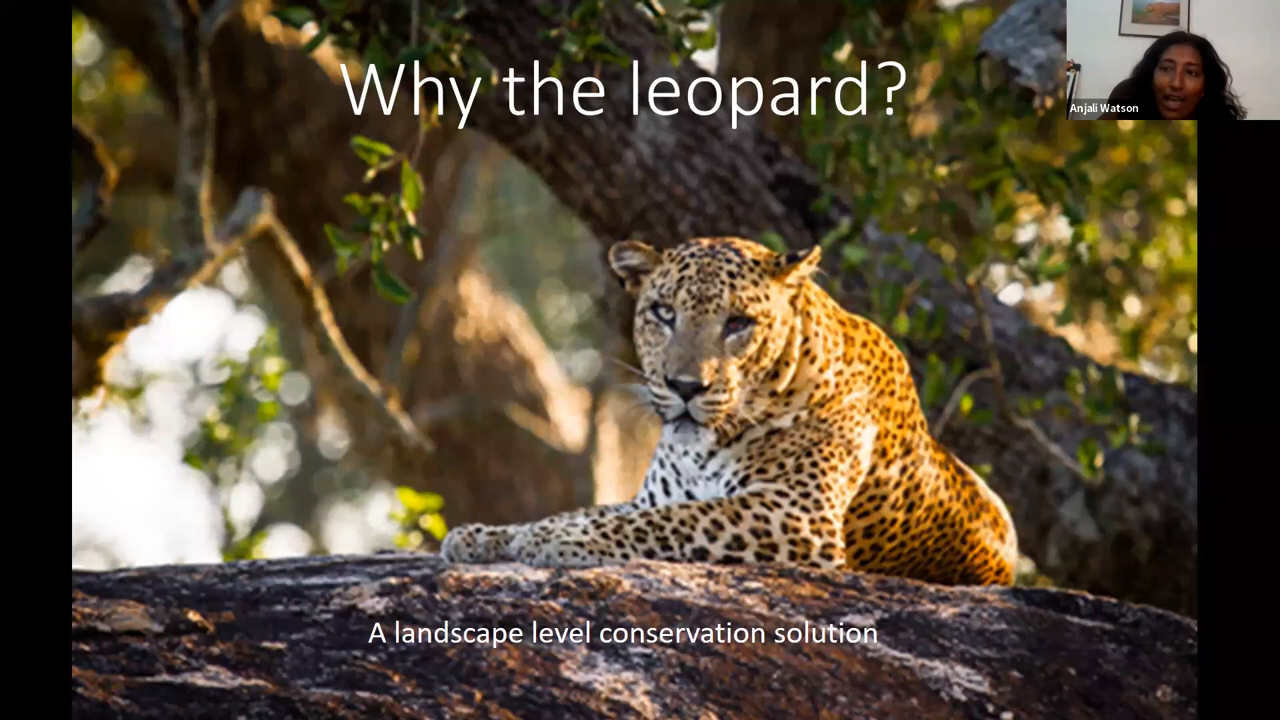 Why the leopard?
Anjali Watson
A landscape level conservation solution